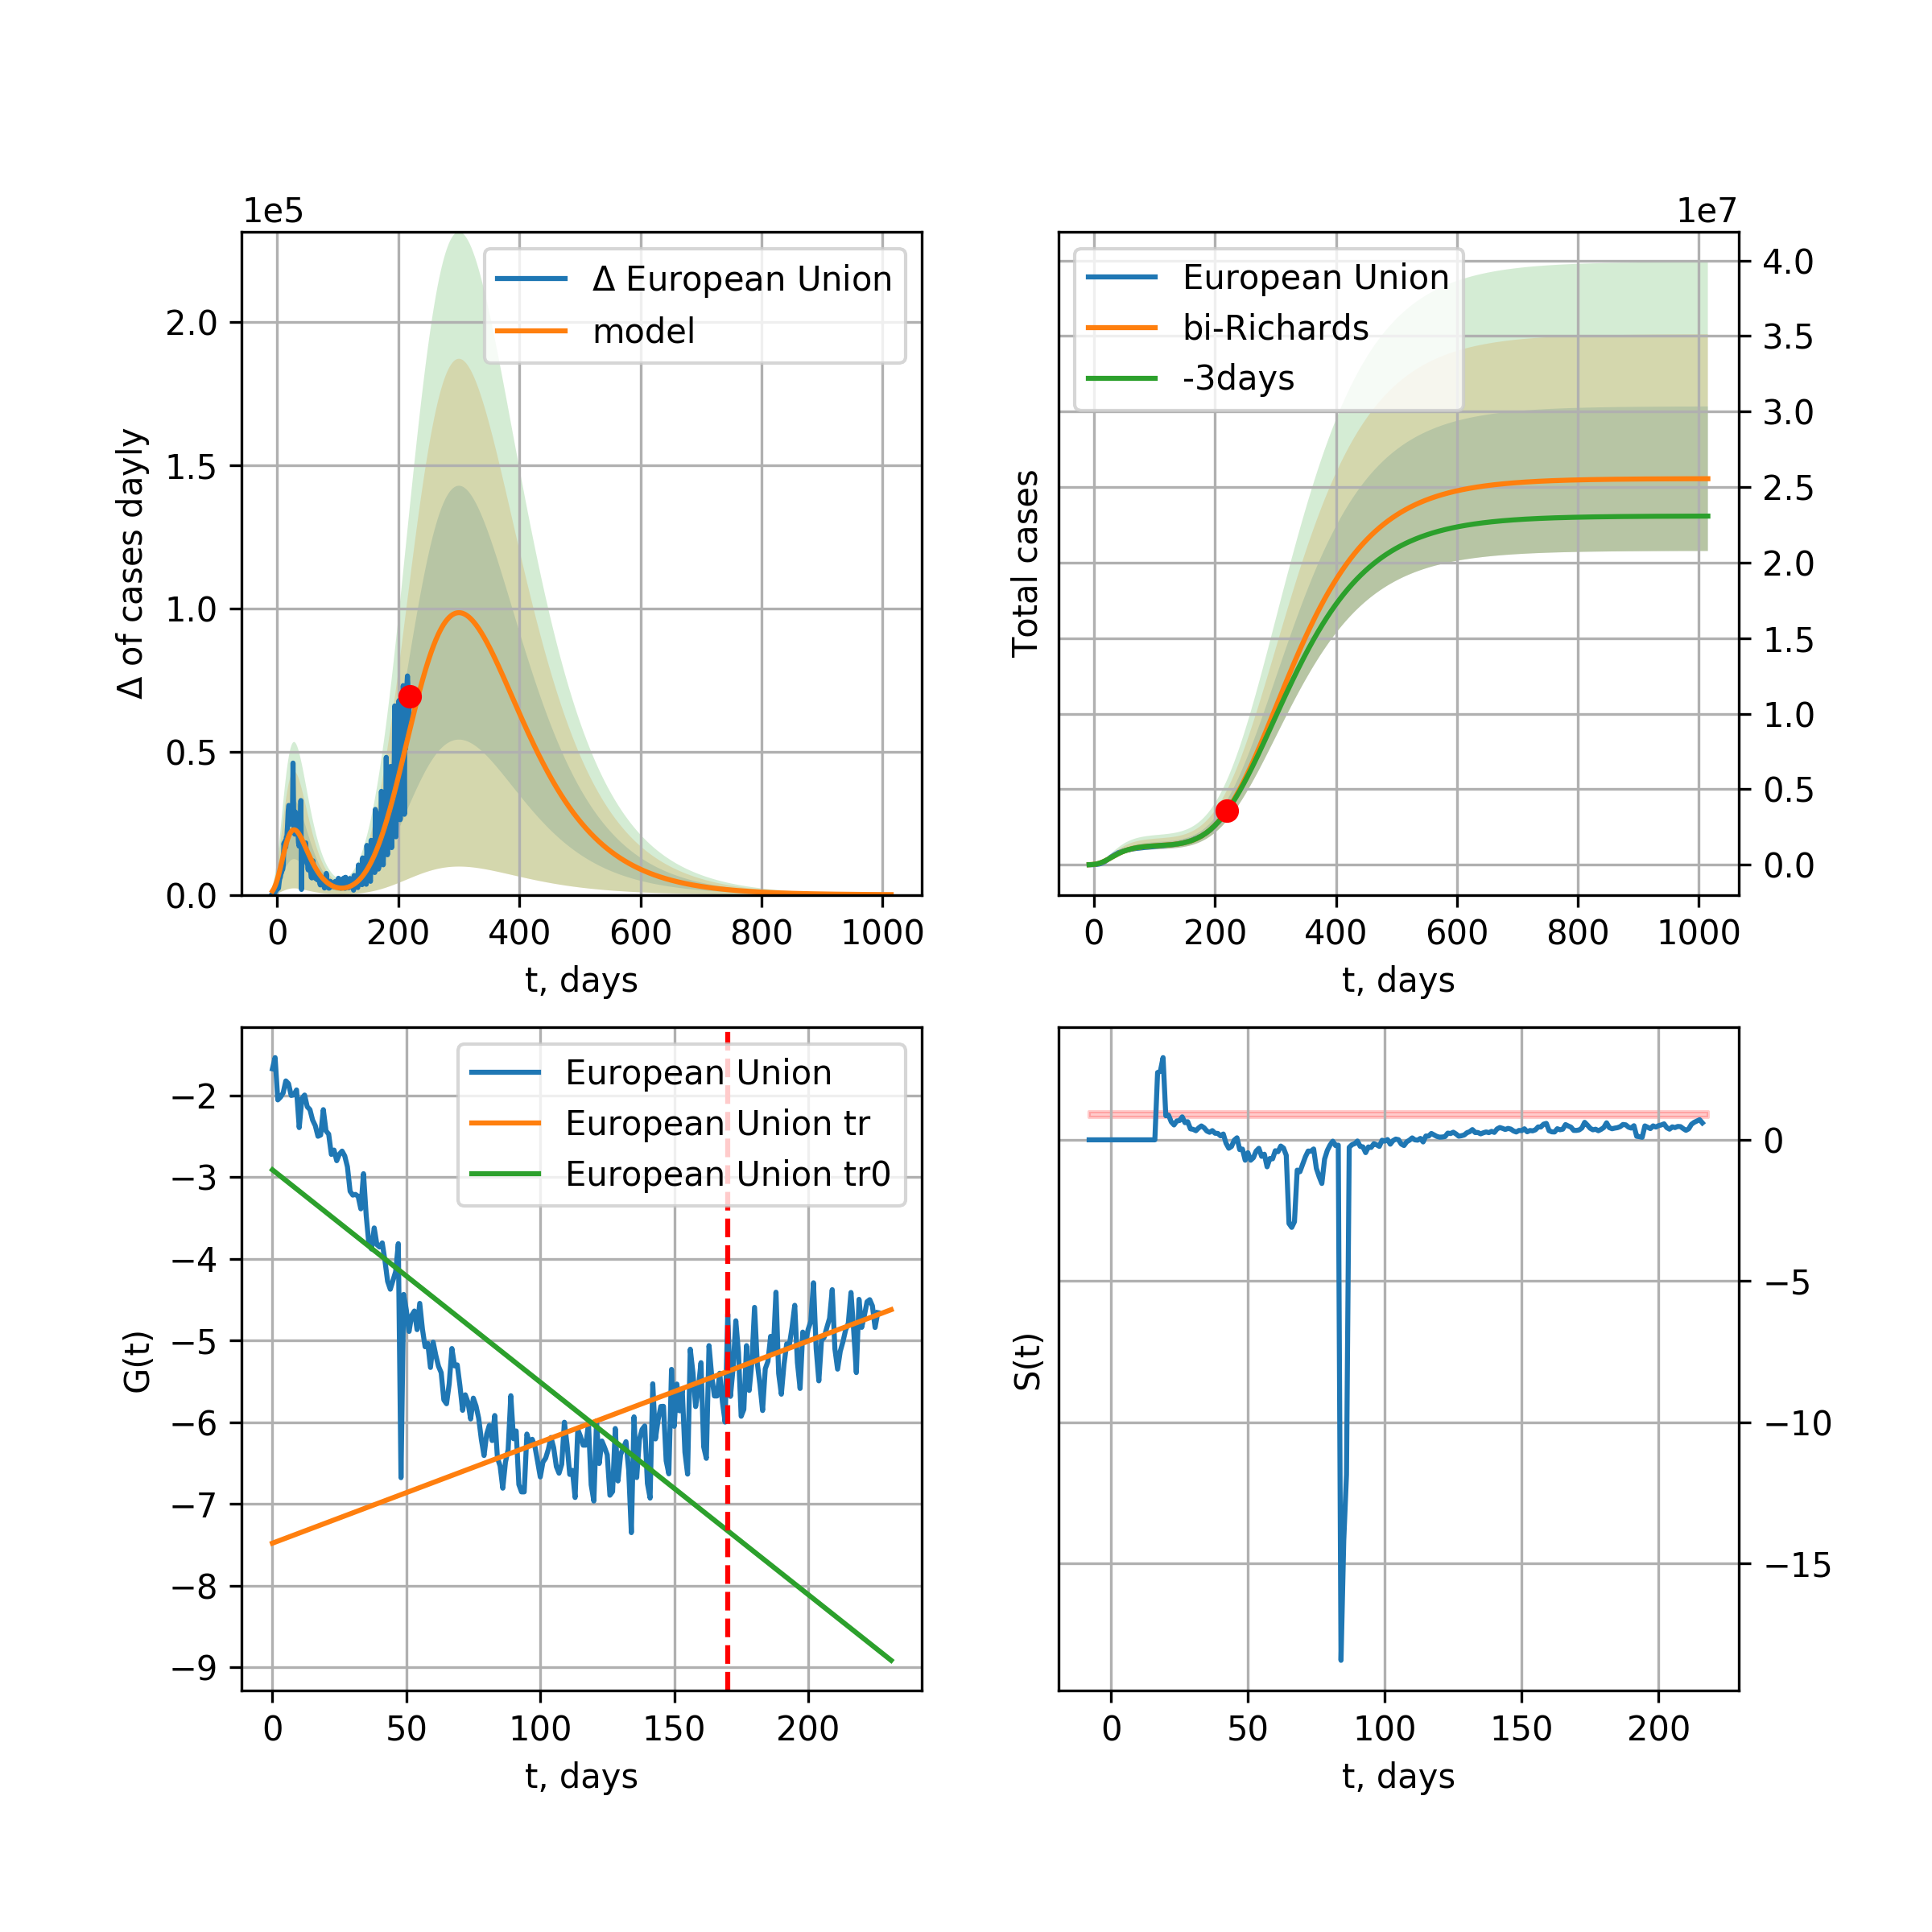 1e5
Δ European Union
model
2.0
1.5
1.0
0.5
0.0
Δ of cases dayly
0 200 400 600 800 1000
t, days
1e7
European Union
bi-Richards
-3days
4.0
3.5
3.0
2.5
2.0
1.5
1.0
0.5
0.0
Total cases
0 200 400 600 800 1000
t, days
European Union
European Union tr
European Union tr0
−2
−3
−4
−5
−6
−7
−8
−9
G(t)
0 50 100 150 200
t, days
0
−5
−10
−15
S(t)
0 50 100 150 200
t, days